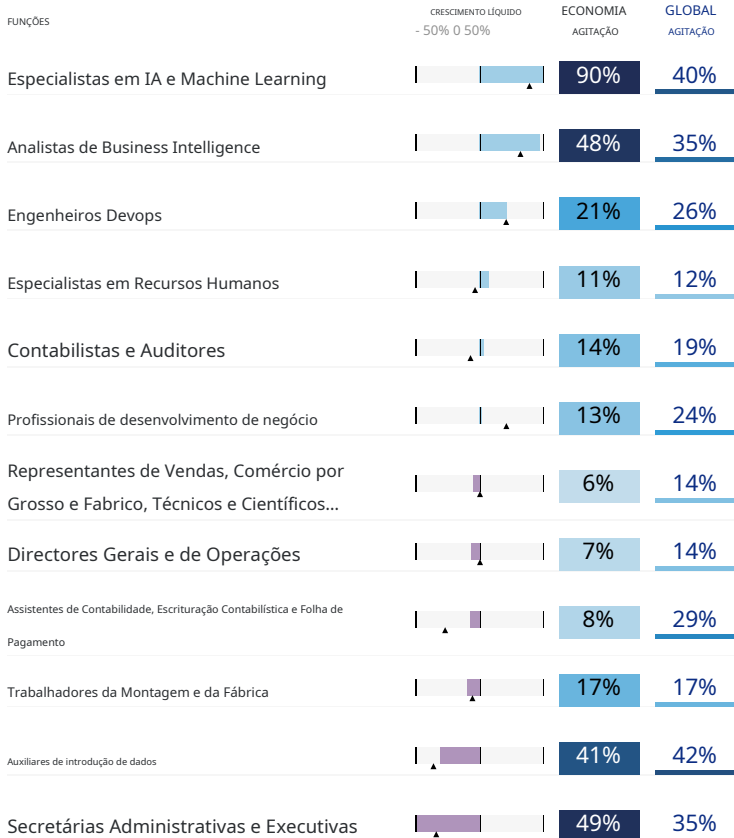 FUNÇÕES
CRESCIMENTO LÍQUIDO
- 50% 0 50%
ECONOMIA
AGITAÇÃO
GLOBAL
AGITAÇÃO
Especialistas em IA e Machine Learning
90%
40%
Analistas de Business Intelligence
48%
35%
Engenheiros Devops
21%
26%
Especialistas em Recursos Humanos
11%
12%
Contabilistas e Auditores
14%
19%
Profissionais de desenvolvimento de negócio
13%
24%
Representantes de Vendas, Comércio por
Grosso e Fabrico, Técnicos e Científicos...
6%
14%
Directores Gerais e de Operações
7%
14%
Assistentes de Contabilidade, Escrituração Contabilística e Folha de
Pagamento
8%
29%
Trabalhadores da Montagem e da Fábrica
17%
17%
Auxiliares de introdução de dados
41%
42%
Secretárias Administrativas e Executivas
49%
35%